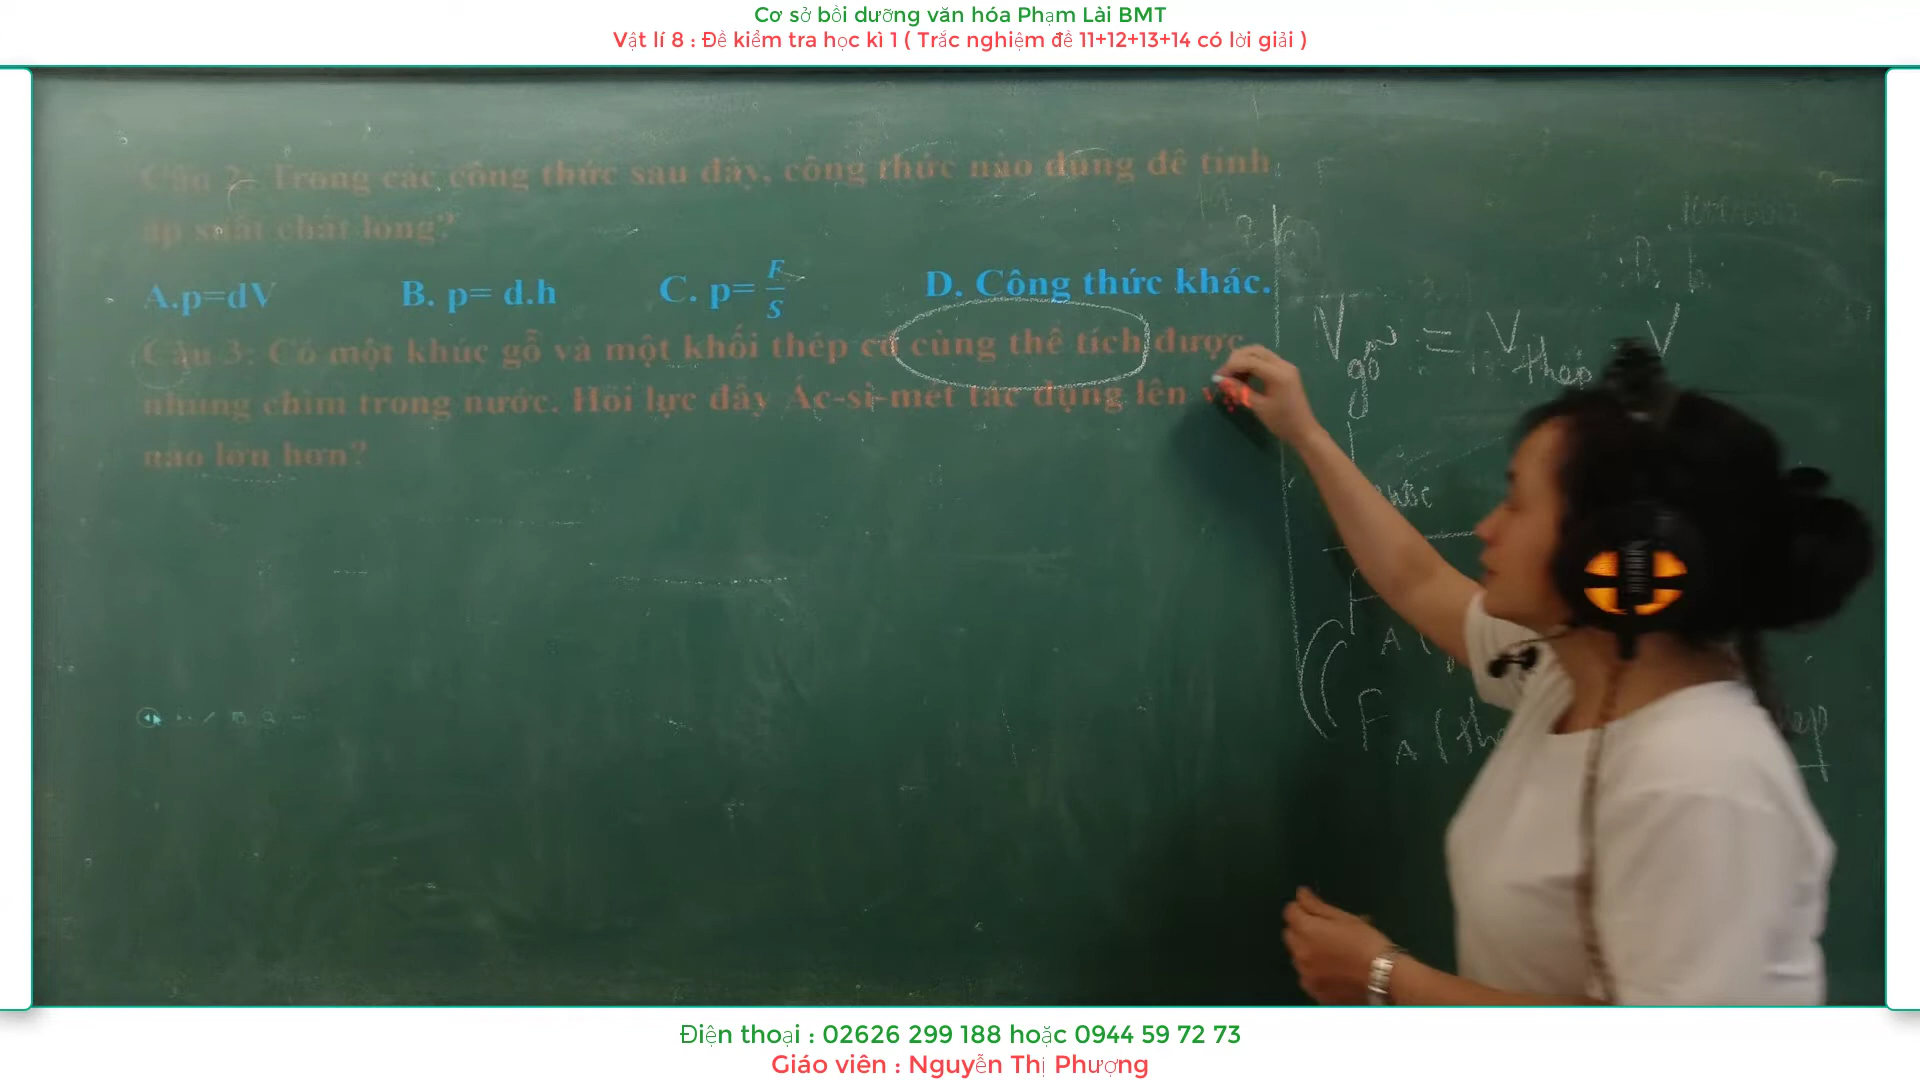 Cơ sở bồi dưỡng văn hóa Phạm Lài BMT
Vật lí 8 : Đề kiểm tra học kì 1 ( Trắc nghiệm đề 11+12+13+14 có lời giải )
Câu 2: Trong các công thức sau đây, công thức nào dùng để tính
áp suất chất lỏng?
A.p=dV B. p= d.h C. p= F/S D. Công thức khác.
Câu 3: Có một khúc gỗ và một khối thép có cùng thể tích được
nhúng chìm trong nước. Hỏi lực đẩy Ác-si-mét tác dụng lên vật
nào lớn hơn?
V gỗ = V thép V
F A (
F A ( th
Điện thoại : 02626 299 188 hoặc 0944 59 72 73
Giáo viên : Nguyễn Thị Phượng